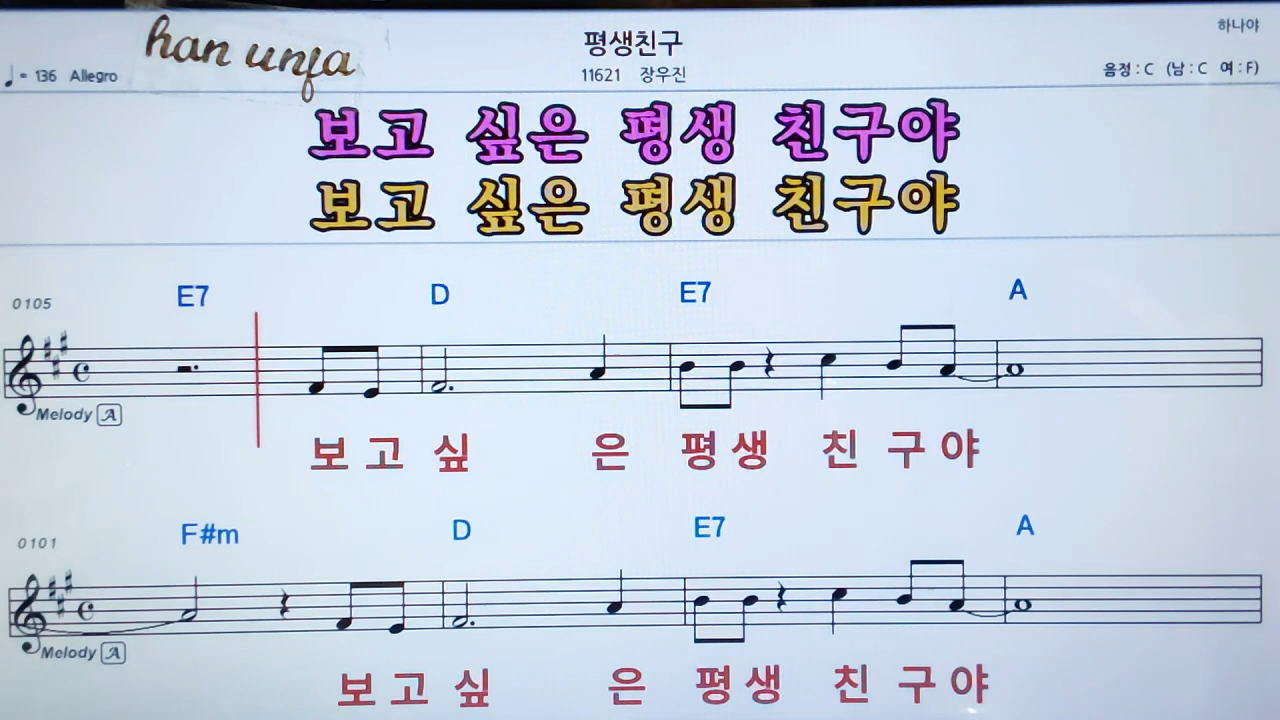 han unja
평생친구
하나야
♩= 136 Allegro
11621 장우진
음정 : C (남 : C 여 : F)
보고 싶은 평생 친구야
보고 싶은 평생 친구야
0105
E7 D E7 A
Melody A
보 고 싶 은 평 생 친 구 야
0101
F#m D E7 A
Melody A
보 고 싶 은 평 생 친 구 야